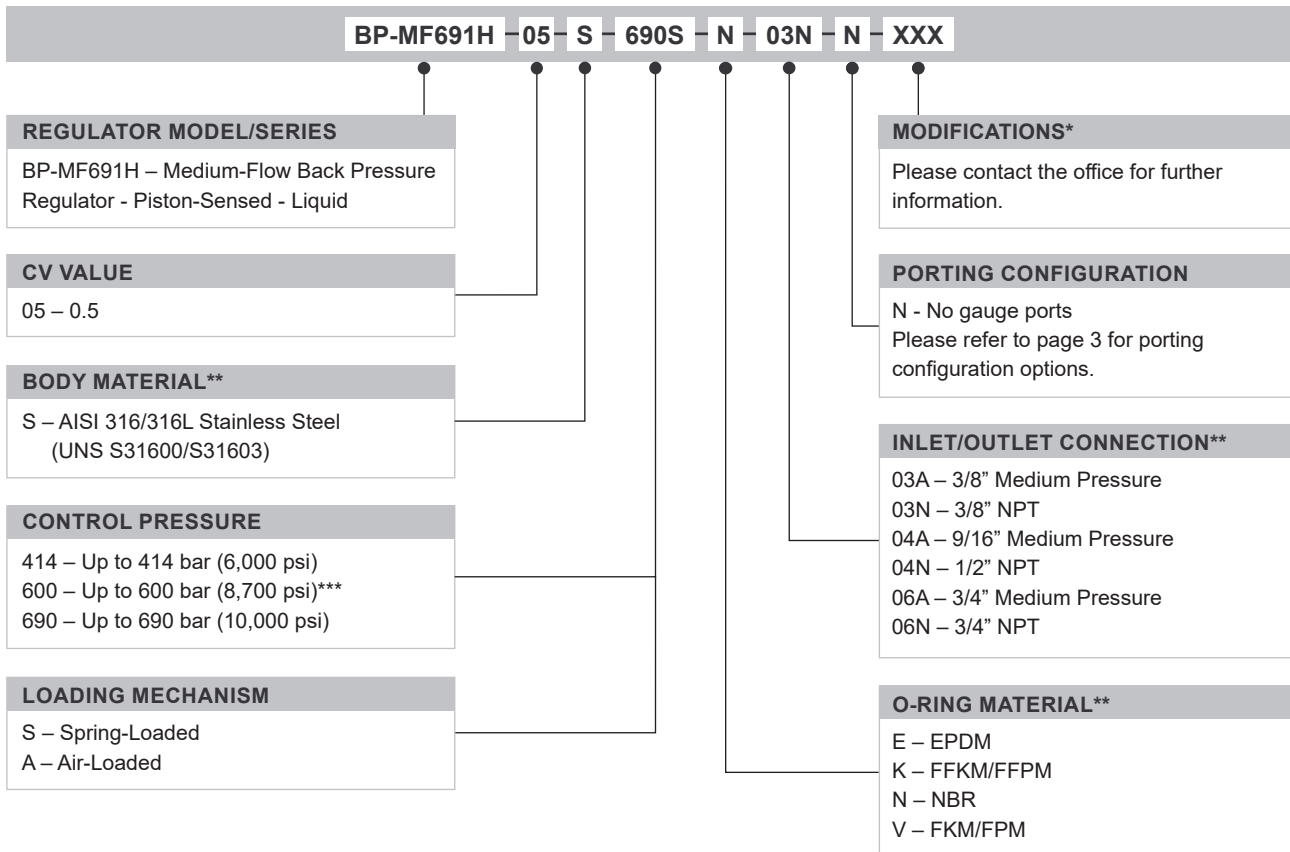 BP-MF691H 05 S 690S N 03N N XXX
REGULATOR MODEL/SERIES
BP-MF691H – Medium-Flow Back Pressure
Regulator - Piston-Sensed - Liquid
CV VALUE
05 – 0.5
BODY MATERIAL**
S – AISI 316/316L Stainless Steel
(UNS S31600/S31603)
CONTROL PRESSURE
414 – Up to 414 bar (6,000 psi)
600 – Up to 600 bar (8,700 psi)***
690 – Up to 690 bar (10,000 psi)
LOADING MECHANISM
S – Spring-Loaded
A – Air-Loaded
MODIFICATIONS*
Please contact the office for further
information.
PORTING CONFIGURATION
N - No gauge ports
Please refer to page 3 for porting
configuration options.
INLET/OUTLET CONNECTION**
03A – 3/8” Medium Pressure
03N – 3/8” NPT
04A – 9/16” Medium Pressure
04N – 1/2” NPT
06A – 3/4” Medium Pressure
06N – 3/4” NPT
O-RING MATERIAL**
E – EPDM
K – FFKM/FFPM
N – NBR
V – FKM/FPM